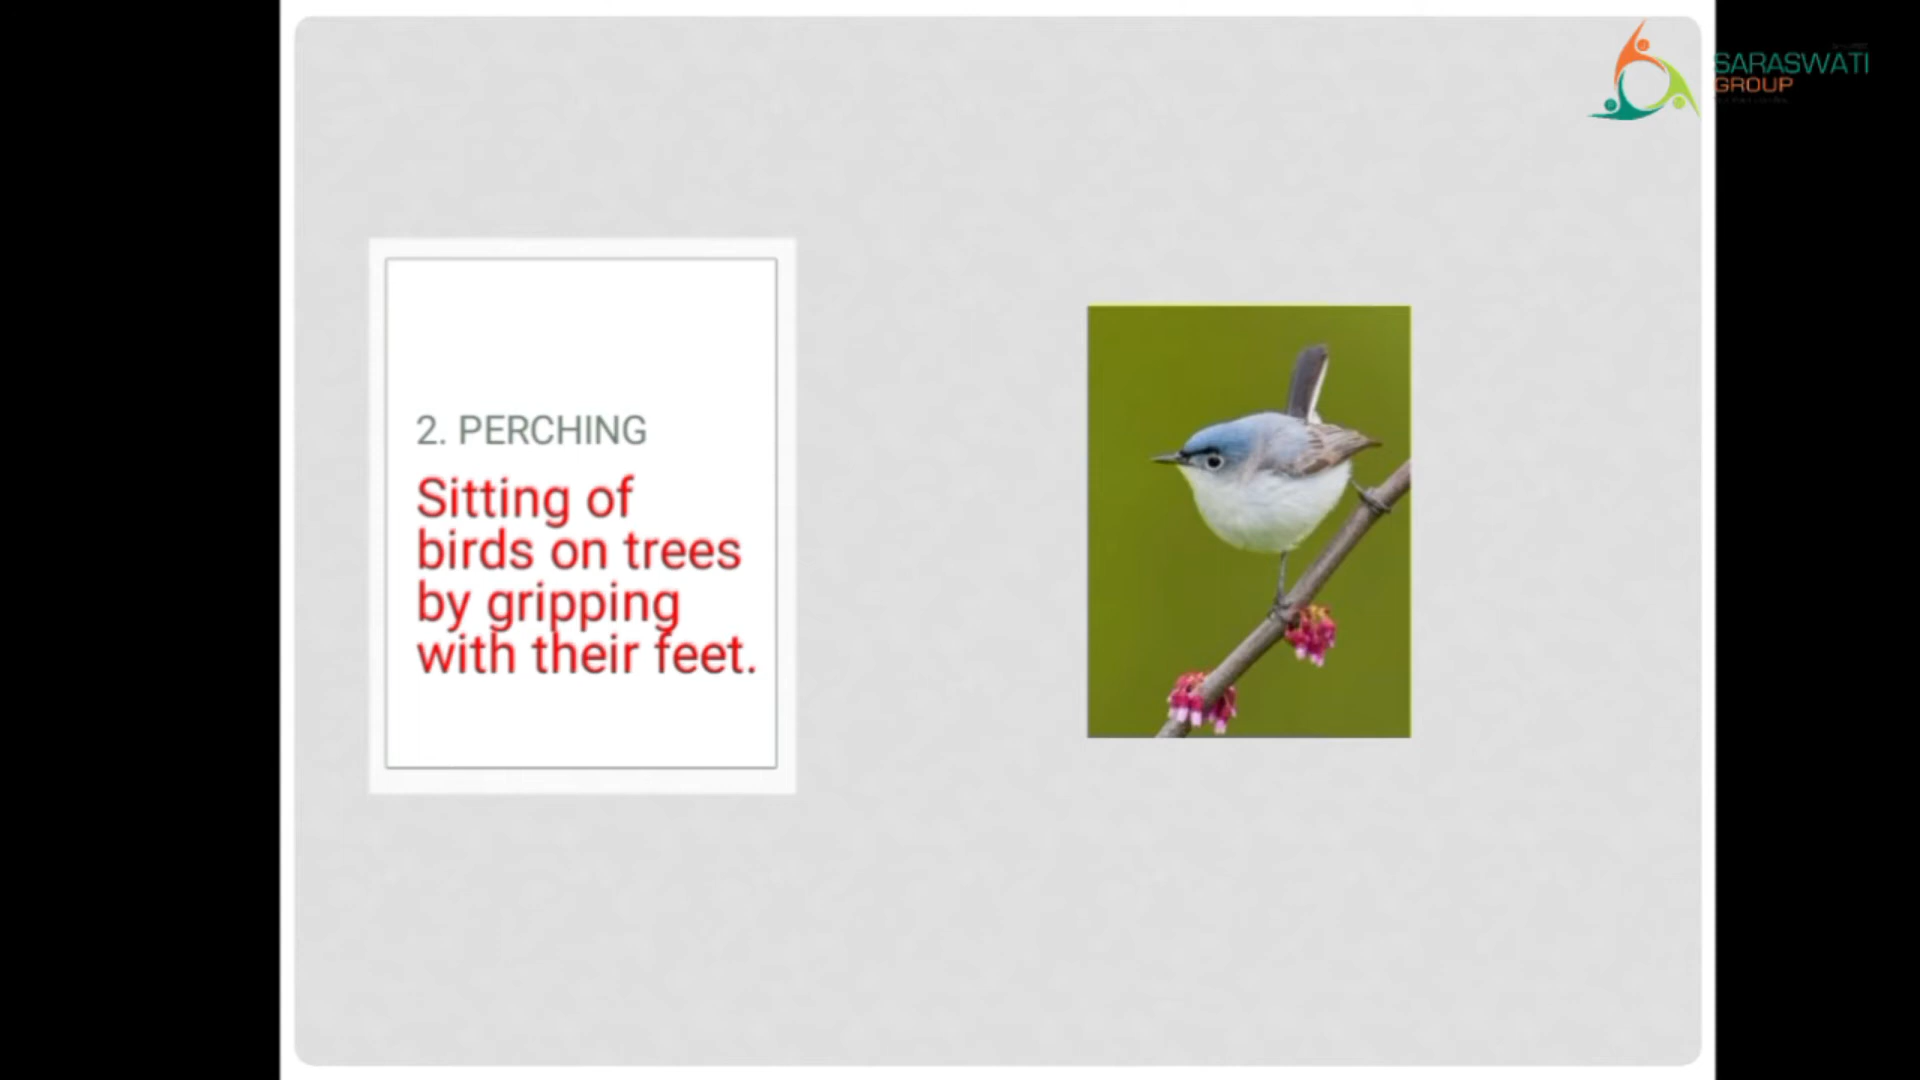 SARASWATI
GROUP
2. PERCHING
Sitting of
birds on trees
by gripping
with their feet.